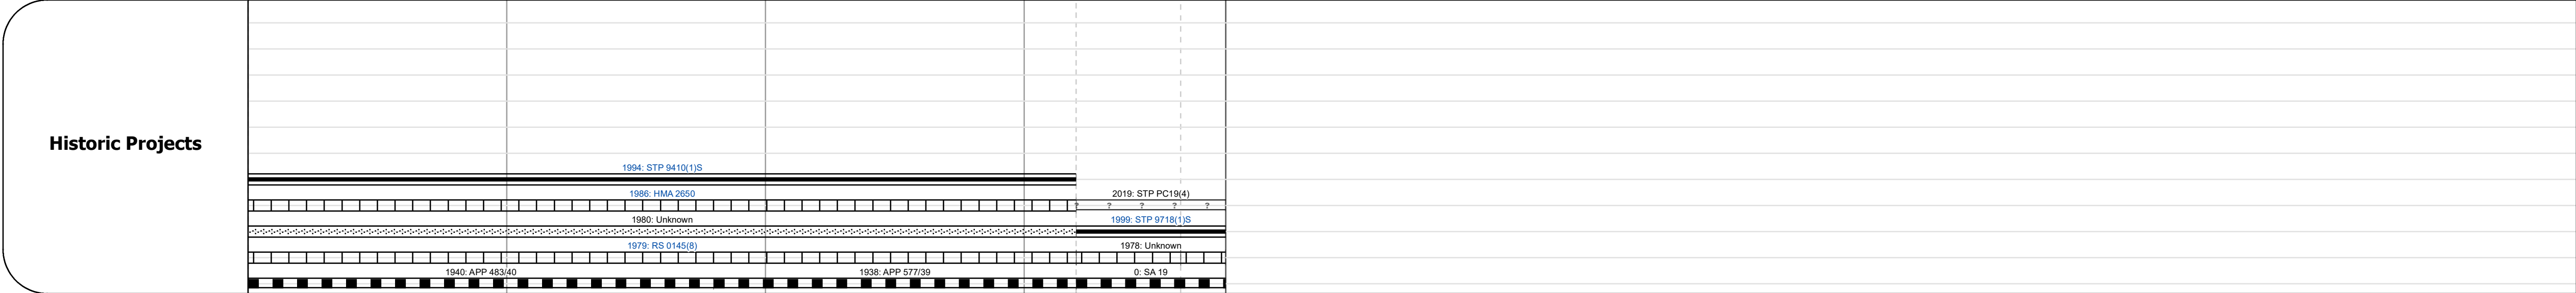 Historic Projects
1994: STP 9410(1)S
1986: HMA 2650
2019: STP PC19(4)
? ? ? ? ?
1980: Unknown
1999: STP 9718(1)S
1979: RS 0145(8)
1978: Unknown
1940: APP 483/40
1938: APP 577/39
0: SA 19